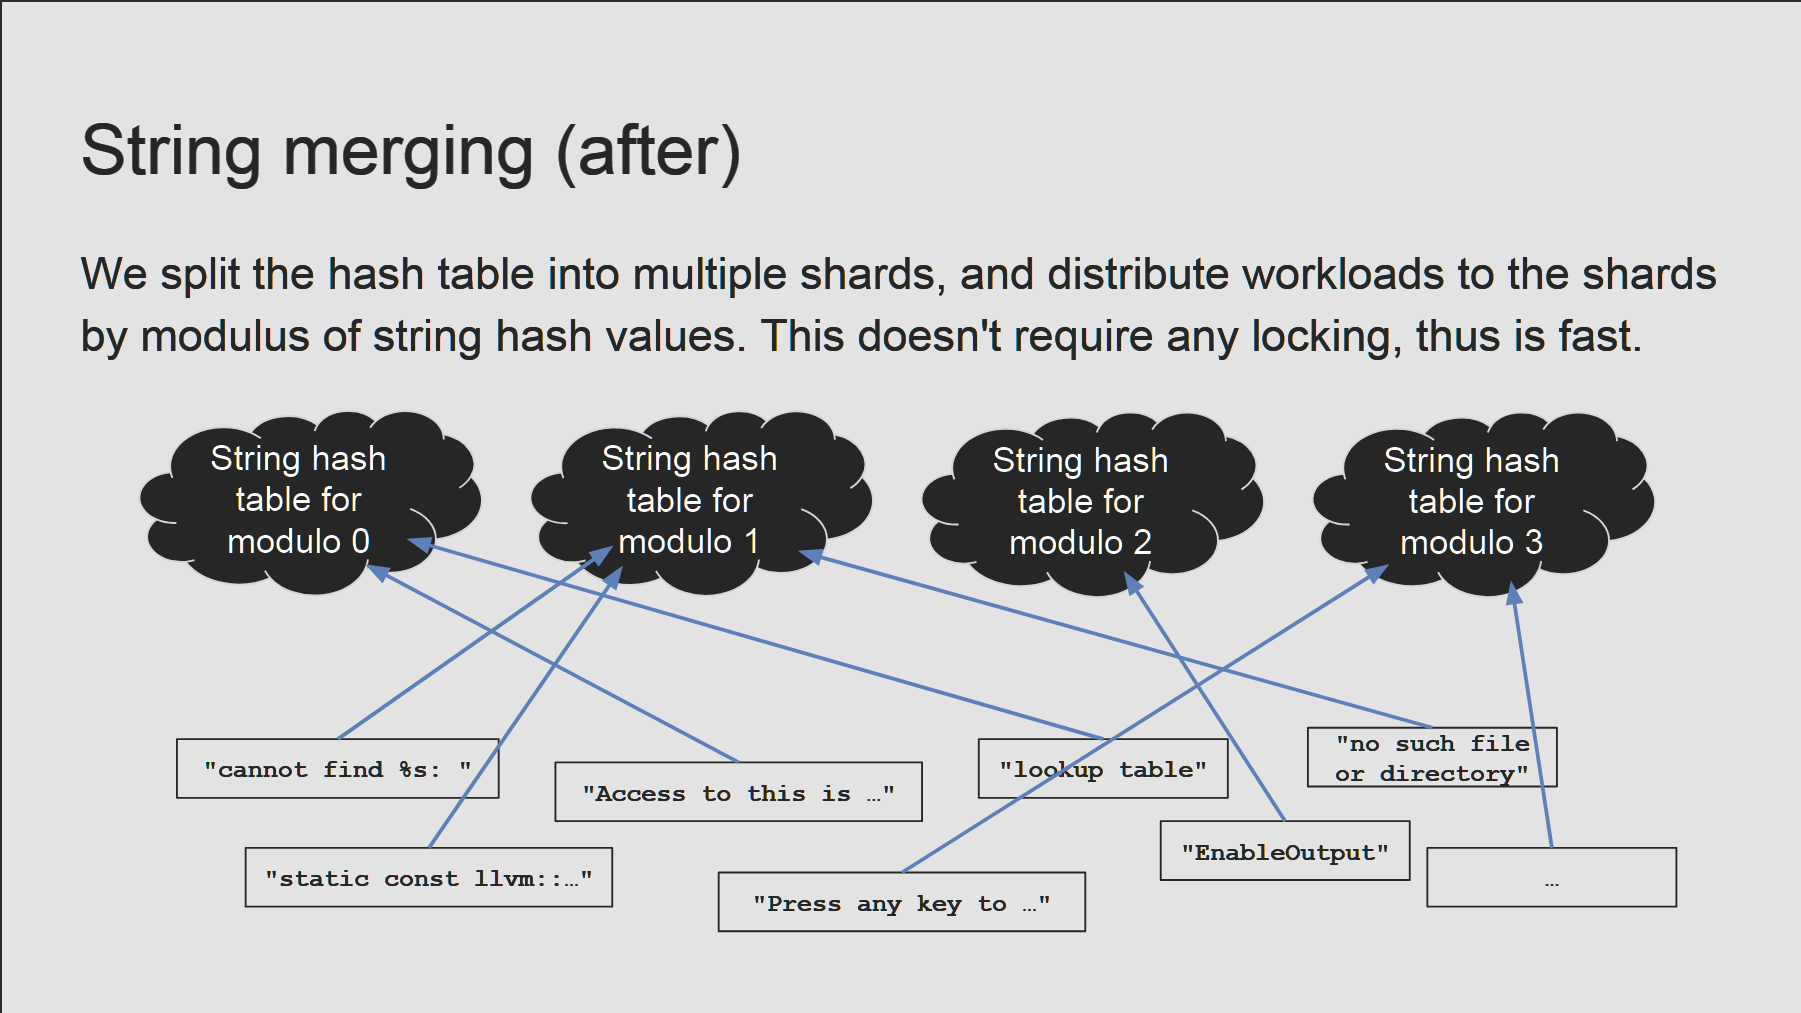 String merging (after)
We split the hash table into multiple shards, and distribute workloads to the shards
by modulus of string hash values. This doesn't require any locking, thus is fast.
String hash
table for
modulo 0
String hash
table for
modulo 1
String hash
table for
modulo 2
String hash
table for
modulo 3
"cannot find %s: "
"Access to this is …"
"lookup table"
"no such file
or directory"
"static const llvm::…"
"Press any key to …"
"EnableOutput"
…